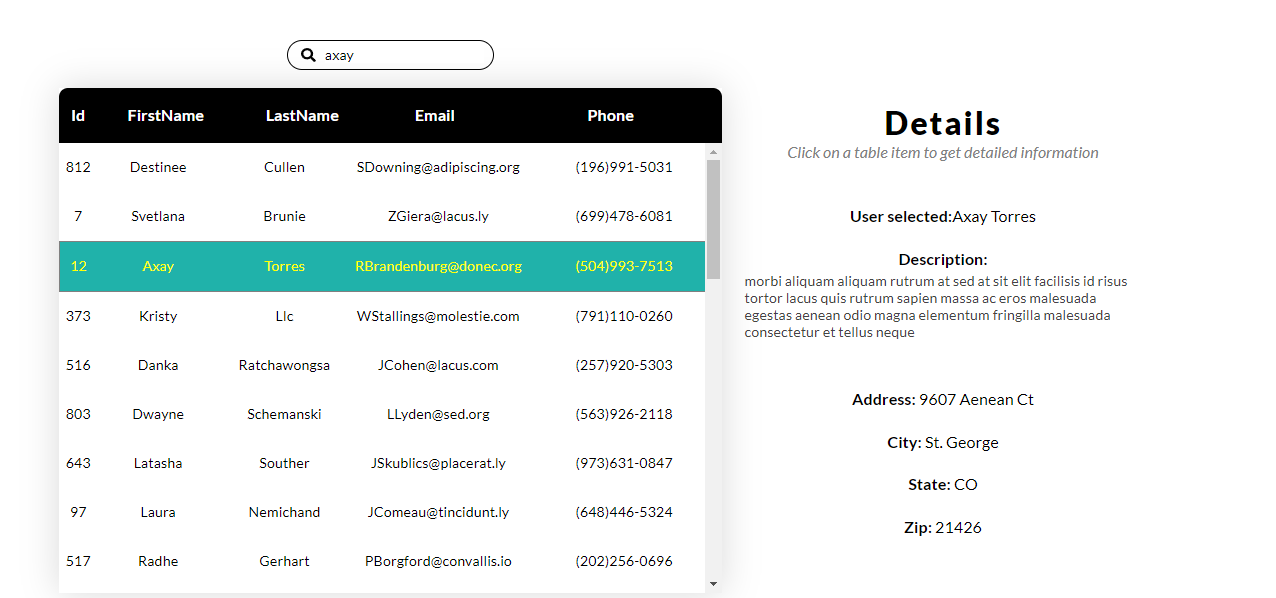 axay
Id FirstName LastName Email Phone
812 Destinee Cullen SDowning@adipiscing.org (196)991-5031
7 Svetlana Brunie ZGiera@lacus.ly (699)478-6081
12 Axay Torres RBrandenburg@donec.org (504)993-7513
373 Kristy Llc WStallings@molestie.com (791)110-0260
516 Danka Ratchawongsa JCohen@lacus.com (257)920-5303
803 Dwayne Schemanski LLyden@sed.org (563)926-2118
643 Latasha Souther JSkublics@placerat.ly (973)631-0847
97 Laura Nemichand JComeau@tincidunt.ly (648)446-5324
517 Radhe Gerhart PBorgford@convallis.io (202)256-0696
Details
Click on a table item to get detailed information
User selected:Axay Torres
Description:
morbi aliquam aliquam rutrum at sed at sit elit facilisis id risus
tortor lacus quis rutrum sapien massa ac eros malesuada
egestas aenean odio magna elementum fringilla malesuada
consectetur et tellus neque
Address: 9607 Aenean Ct
City: St. George
State: CO
Zip: 21426